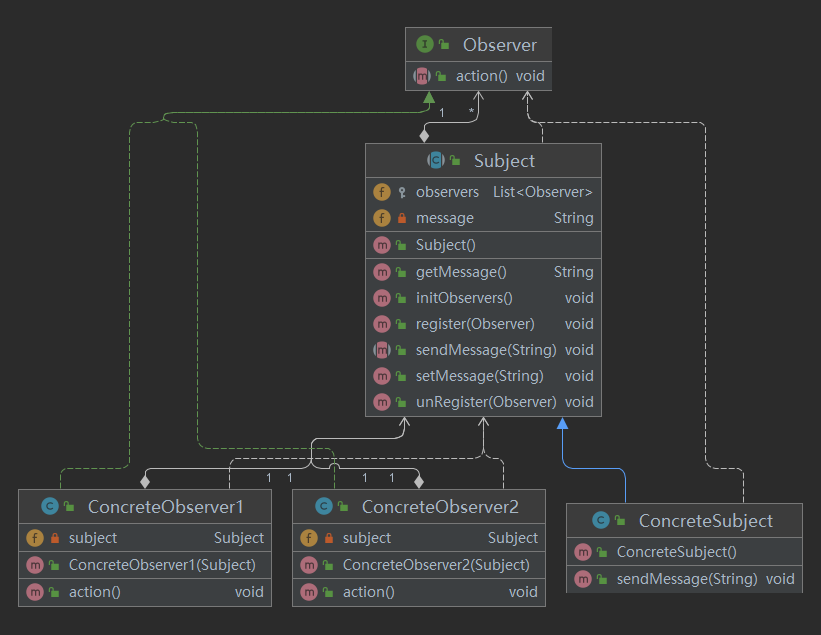 Observer
action() void
1 *
Subject
observers List<Observer>
message String
Subject()
getMessage() String
initObservers() void
register(Observer) void
sendMessage(String) void
setMessage(String) void
unRegister(Observer) void
1 1 1 1
ConcreteObserver1
subject Subject
ConcreteObserver1(Subject)
action() void
ConcreteObserver2
subject Subject
ConcreteObserver2(Subject)
action() void
ConcreteSubject
ConcreteSubject()
sendMessage(String) void